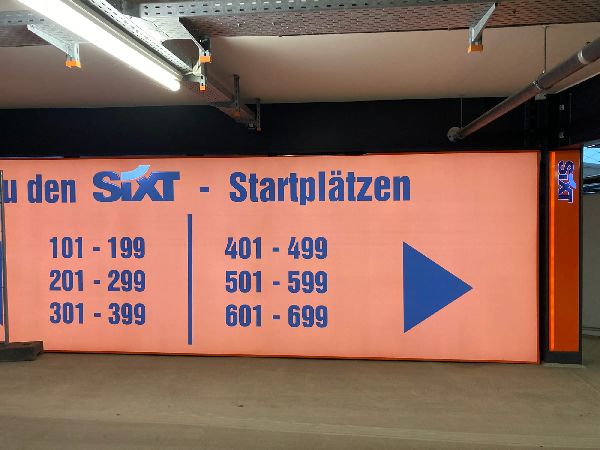 u den SIXT - Startplätzen
101 - 199
201 - 299
301 - 399
401 - 499
501 - 599
601 - 699
SIXT